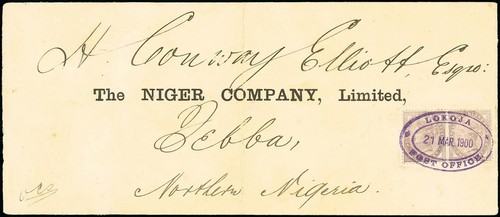 H. Conway Elliott, Esqre:
The NIGER COMPANY, Limited,
Jebba,
Northern Nigeria.
LOKOJA
21 MAR. 1900
POST OFFICE